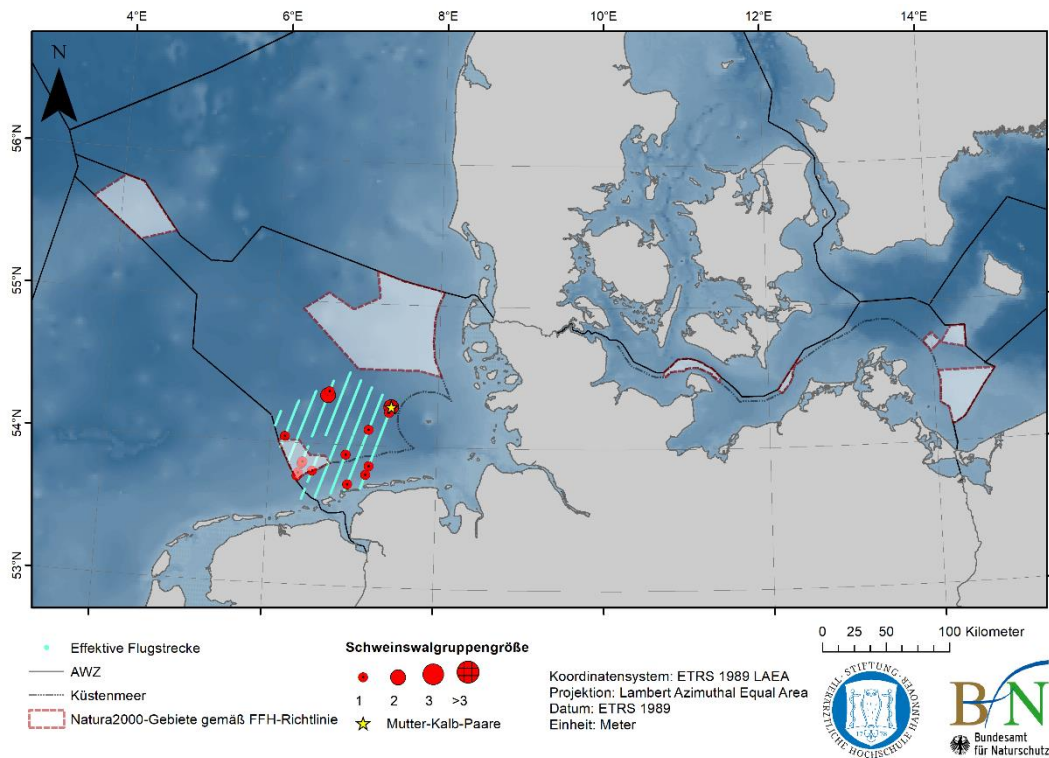 4°E 6°E 8°E 10°E 12°E 14°E
N
56°N
55°N
54°N
53°N
Effektive Flugstrecke
AWZ
Küstenmeer
Natura2000-Gebiete gemäß FFH-Richtlinie
Schweinswalgruppengröße
1 2 3 >3
Mutter-Kalb-Paare
Koordinatensystem: ETRS 1989 LAEA
Projektion: Lambert Azimuthal Equal Area
Datum: ETRS 1989
Einheit: Meter
0 25 50 100 Kilometer
STIFTUNG
TIERÄRZTLICHE HOCHSCHULE HANNOVER
1778
BfN
Bundesamt
für Naturschutz